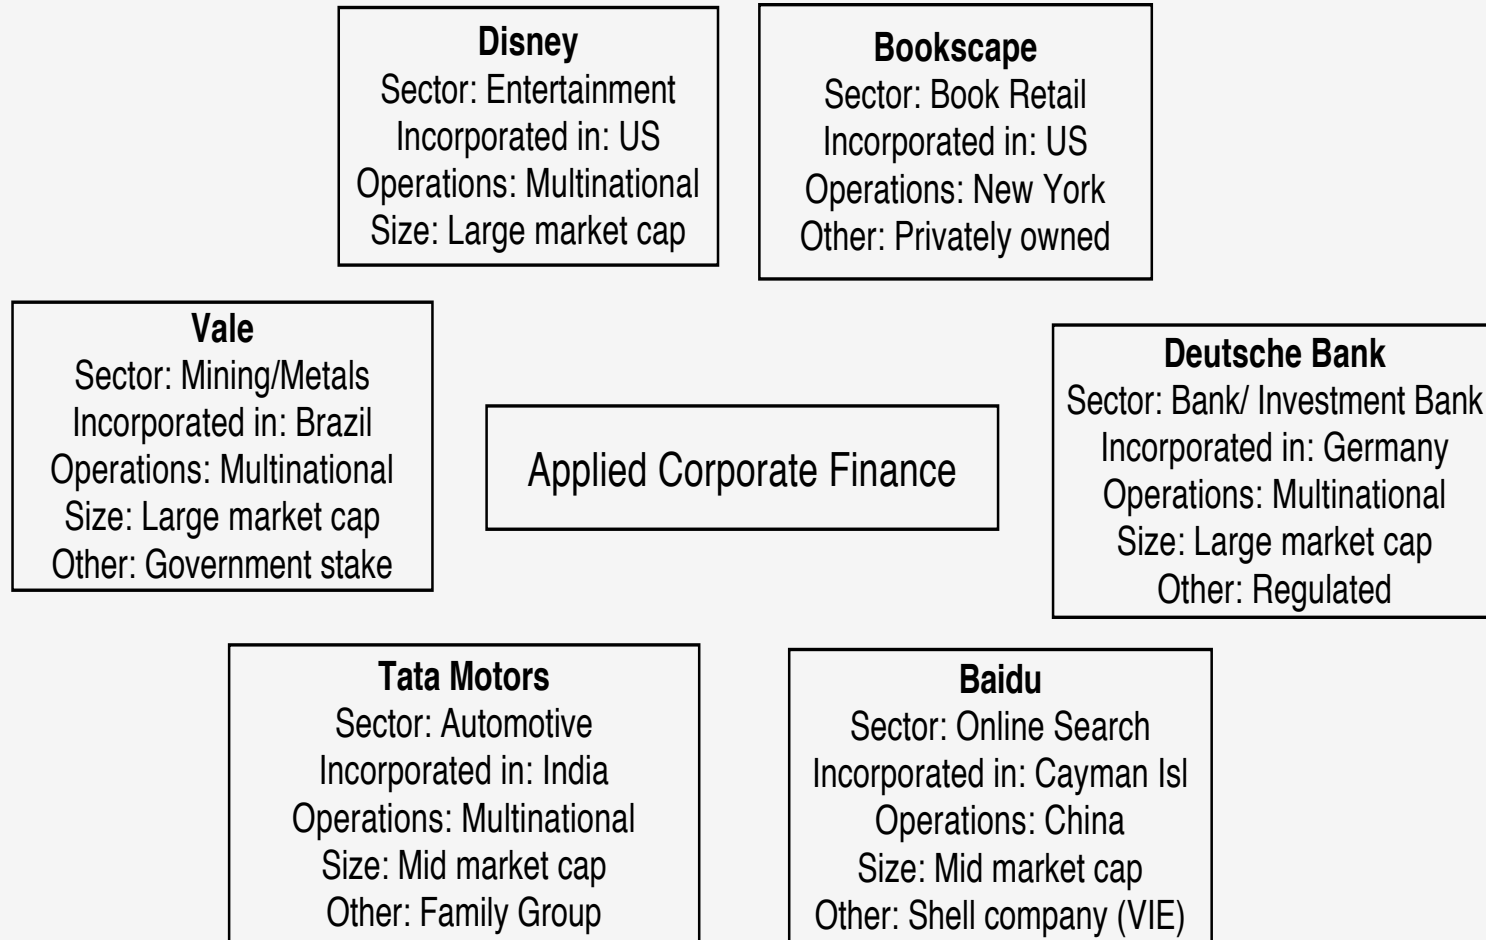 Disney
Sector: Entertainment
Incorporated in: US
Operations: Multinational
Size: Large market cap
Bookscape
Sector: Book Retail
Incorporated in: US
Operations: New York
Other: Privately owned
Vale
Sector: Mining/Metals
Incorporated in: Brazil
Operations: Multinational
Size: Large market cap
Other: Government stake
Applied Corporate Finance
Deutsche Bank
Sector: Bank/ Investment Bank
Incorporated in: Germany
Operations: Multinational
Size: Large market cap
Other: Regulated
Tata Motors
Sector: Automotive
Incorporated in: India
Operations: Multinational
Size: Mid market cap
Other: Family Group
Baidu
Sector: Online Search
Incorporated in: Cayman Isl
Operations: China
Size: Mid market cap
Other: Shell company (VIE)